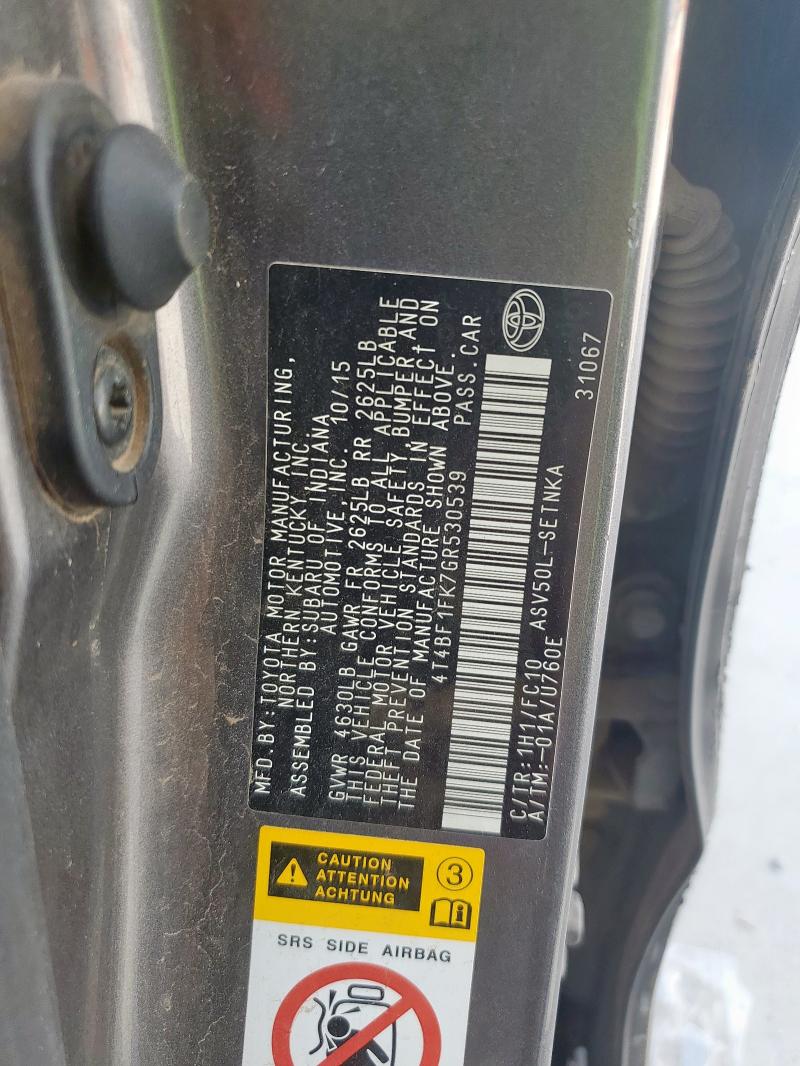 MFD.BY:TOYOTA MOTOR MANUFACTURING,
NORTHERN KENTUCKY, INC.
ASSEMBLED BY:SUBARU OF INDIANA
AUTOMOTIVE, INC. 10/15
GVWR 4630LB GAWR FR 2625LB RR 2625LB
THIS VEHICLE CONFORMS TO ALL APPLICABLE
FEDERAL MOTOR VEHICLE SAFETY,BUMPER AND
THEFT PREVENTION STANDARDS IN EFFECT ON
THE DATE OF MANUFACTURE SHOWN ABOVE.
4T4BF1FK7GR530539 PASS.CAR
C/TR:1H1/FC10 ASV50L-SETNKA
A/TM:-01A/U760E 31067
CAUTION
ATTENTION
ACHTUNG
3
SRS SIDE AIRBAG